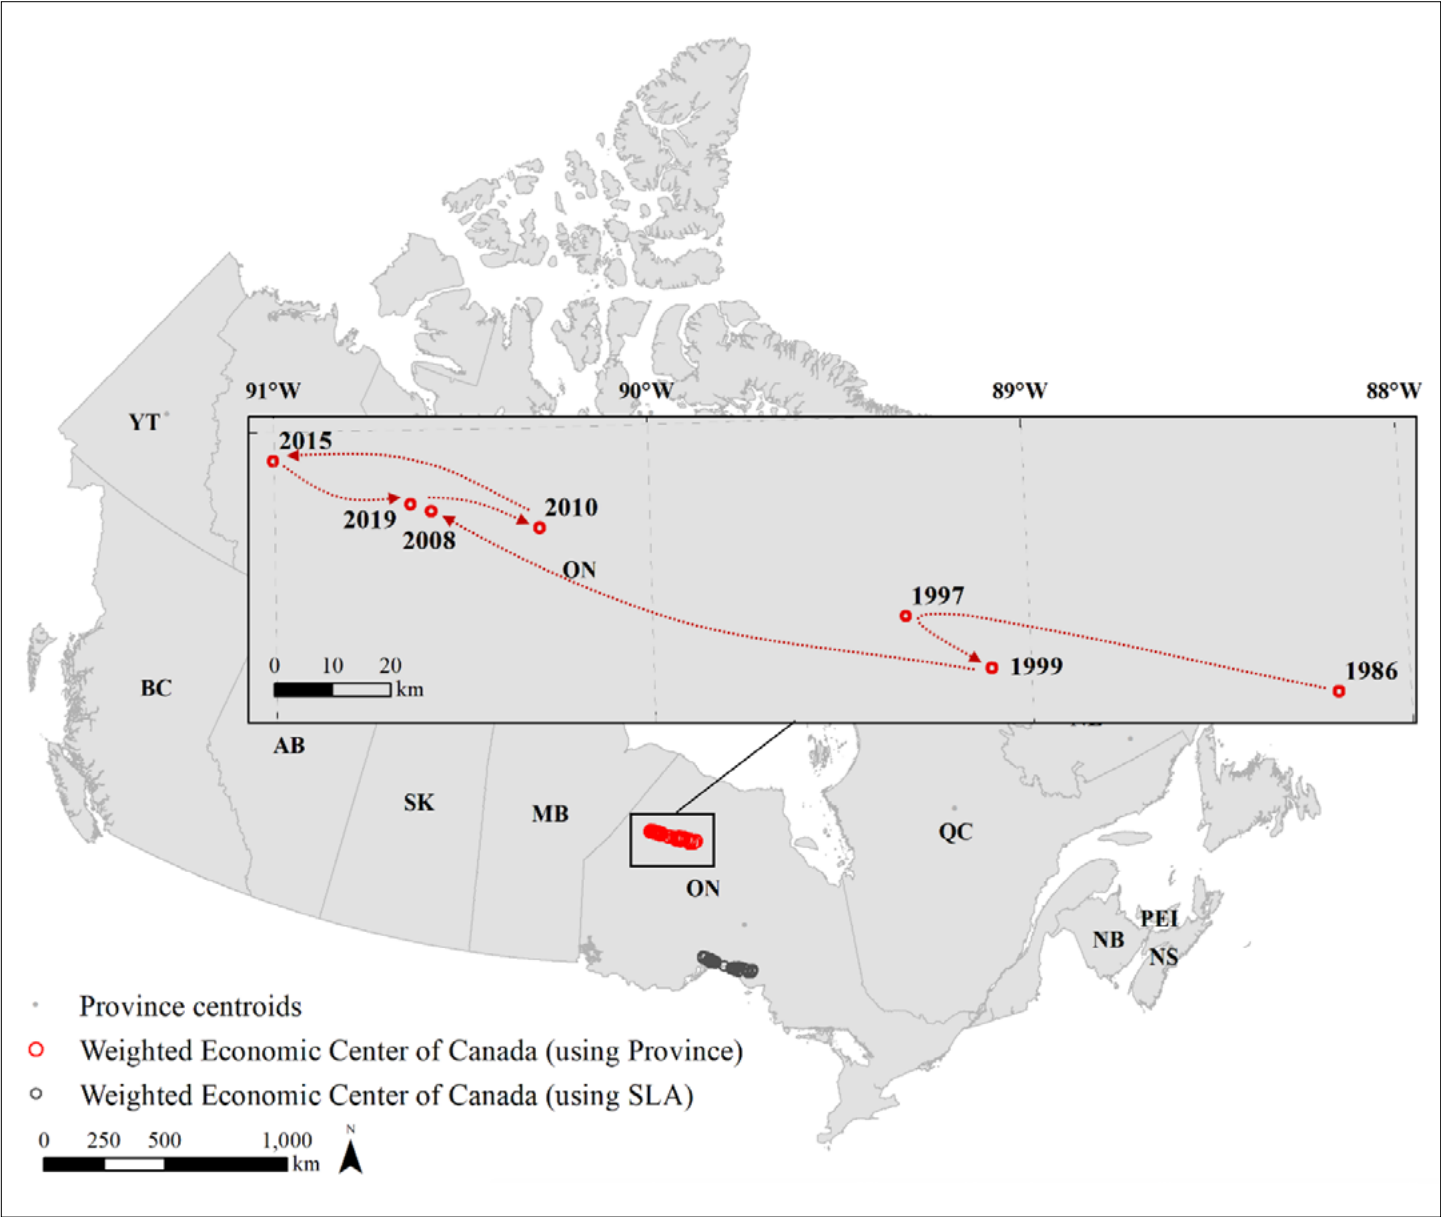 91°W 90°W 89°W 88°W
YT
2015
2019
2008
2010
ON
1997
1999
1986
0 10 20
km
BC
AB
SK
MB
ON
QC
NB
PEI
NS
Province centroids
Weighted Economic Center of Canada (using Province)
Weighted Economic Center of Canada (using SLA)
0 250 500 1,000
km
N